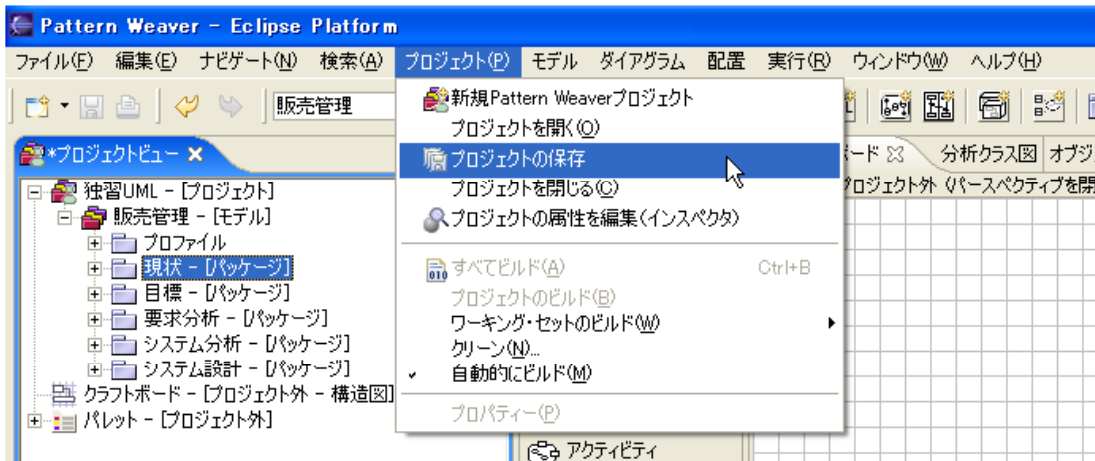 Pattern Weaver - Eclipse Platform
ファイル(F) 編集(E) ナビゲート(N) 検索(A) プロジェクト(P) モデル ダイアグラム 配置 実行(R) ウィンドウ(W) ヘルプ(H)
販売管理
新規Pattern Weaverプロジェクト
プロジェクトを開く(O)
プロジェクトの保存
プロジェクトを閉じる(C)
プロジェクトの属性を編集(インスペクタ)
すべてビルド(A) Ctrl+B
プロジェクトのビルド(B)
ワーキング・セットのビルド(W)
クリーン(N)...
自動的にビルド(M)
プロパティー(P)
*プロジェクトビュー
独習UML - [プロジェクト]
販売管理 - [モデル]
プロファイル
現状 - [パッケージ]
目標 - [パッケージ]
要求分析 - [パッケージ]
システム分析 - [パッケージ]
システム設計 - [パッケージ]
クラフトボード - [プロジェクト外 - 構造図]
パレット - [プロジェクト外]
ード 分析クラス図 オブジ
プロジェクト外 (パースペクティブを閉
アクティビティ